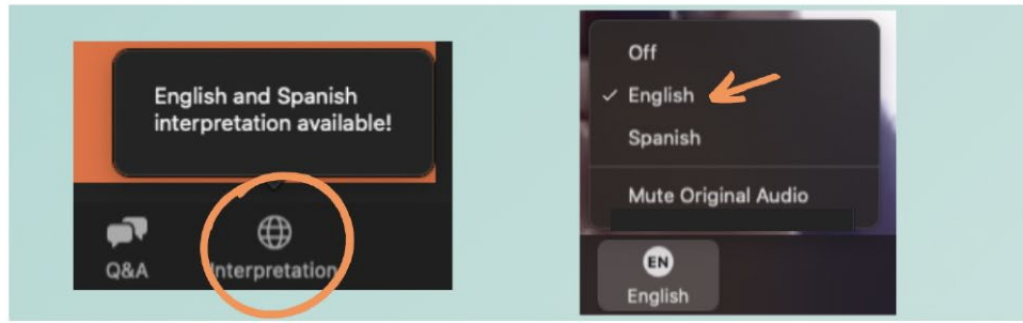 English and Spanish
interpretation available!
Q&A
Interpretation
Off
English
Spanish
Mute Original Audio
EN
English